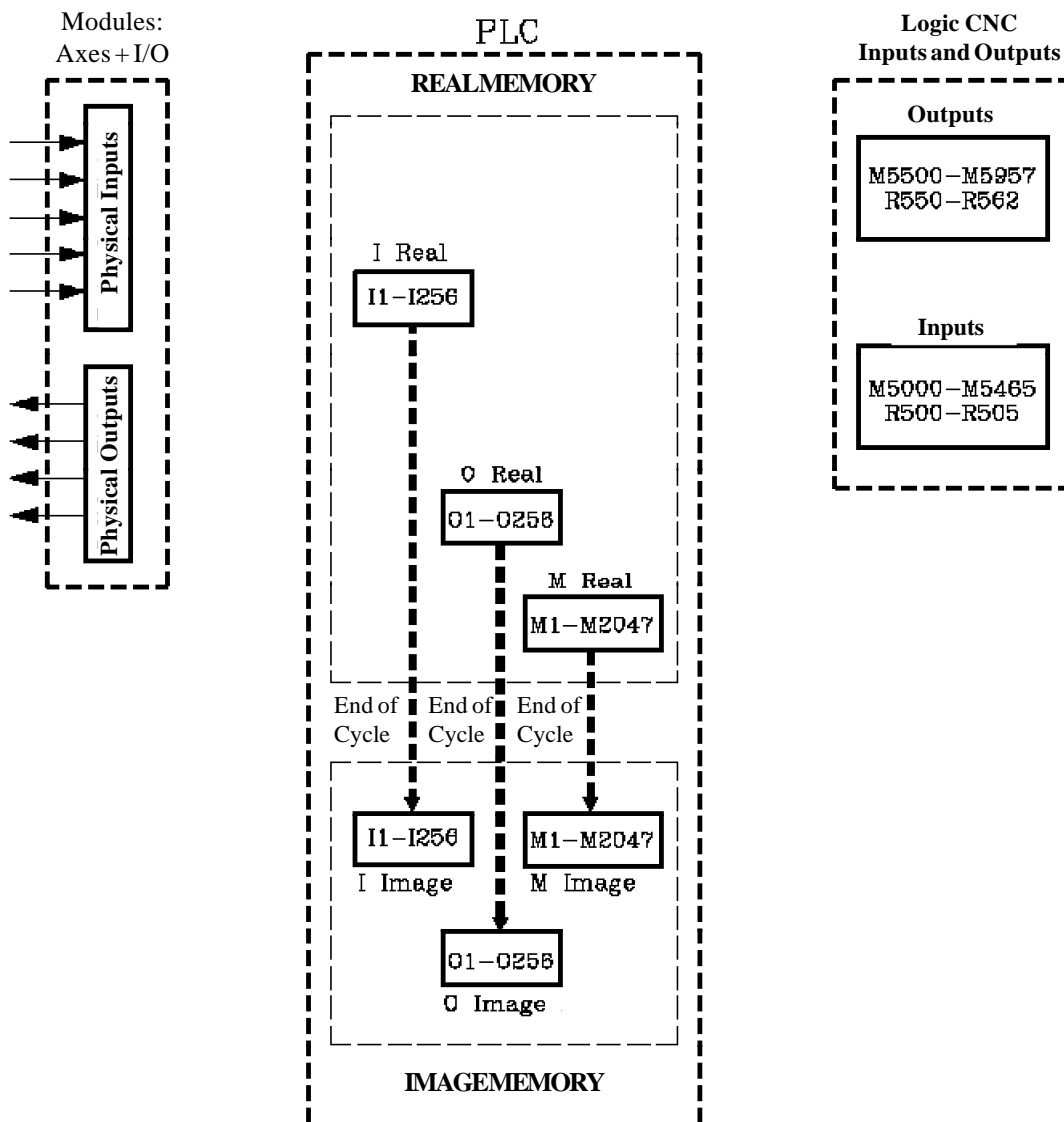 Modules:
Axes + I/O
Physical Inputs
Physical Outputs
PLC
REALMEMORY
I Real
I1-I256
O Real
O1-O256
M Real
M1-M2047
End of
Cycle
End of
Cycle
End of
Cycle
I1-I256
I Image
M1-M2047
M Image
O1-O256
O Image
IMAGEMEMORY
Logic CNC
Inputs and Outputs
Outputs
M5500-M5957
R550-R562
Inputs
M5000-M5465
R500-R505